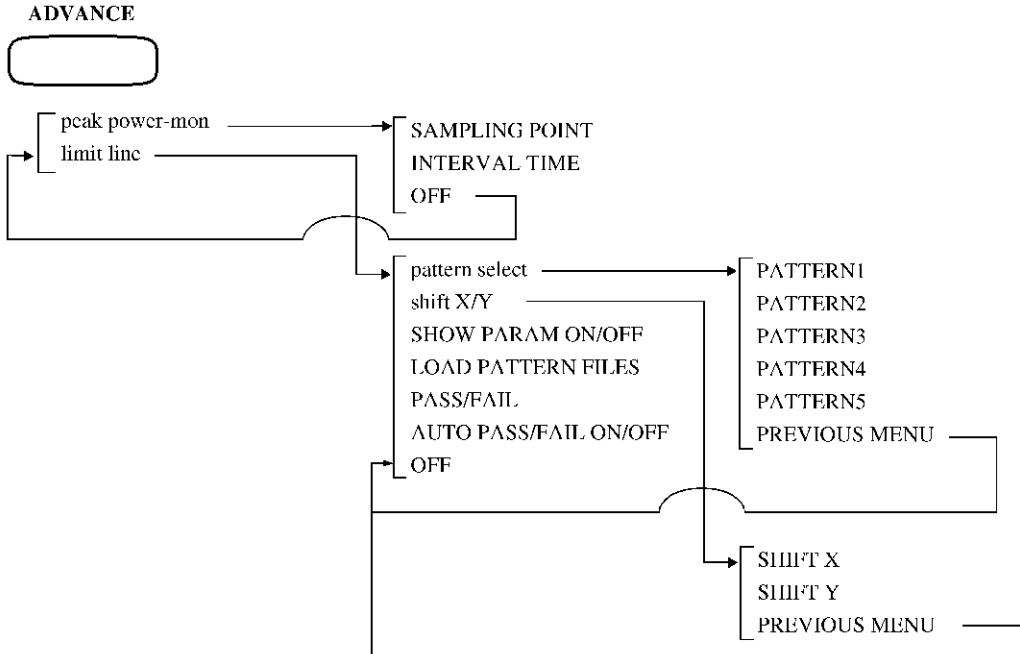 ADVANCE
peak power-mon
limit line
SAMPLING POINT
INTERVAL TIME
OFF
pattern select
shift X/Y
SHOW PARAM ON/OFF
LOAD PATTERN FILES
PASS/FAIL
AUTO PASS/FAIL ON/OFF
OFF
PATTERN1
PATTERN2
PATTERN3
PATTERN4
PATTERN5
PREVIOUS MENU
SHIFT X
SHIFT Y
PREVIOUS MENU